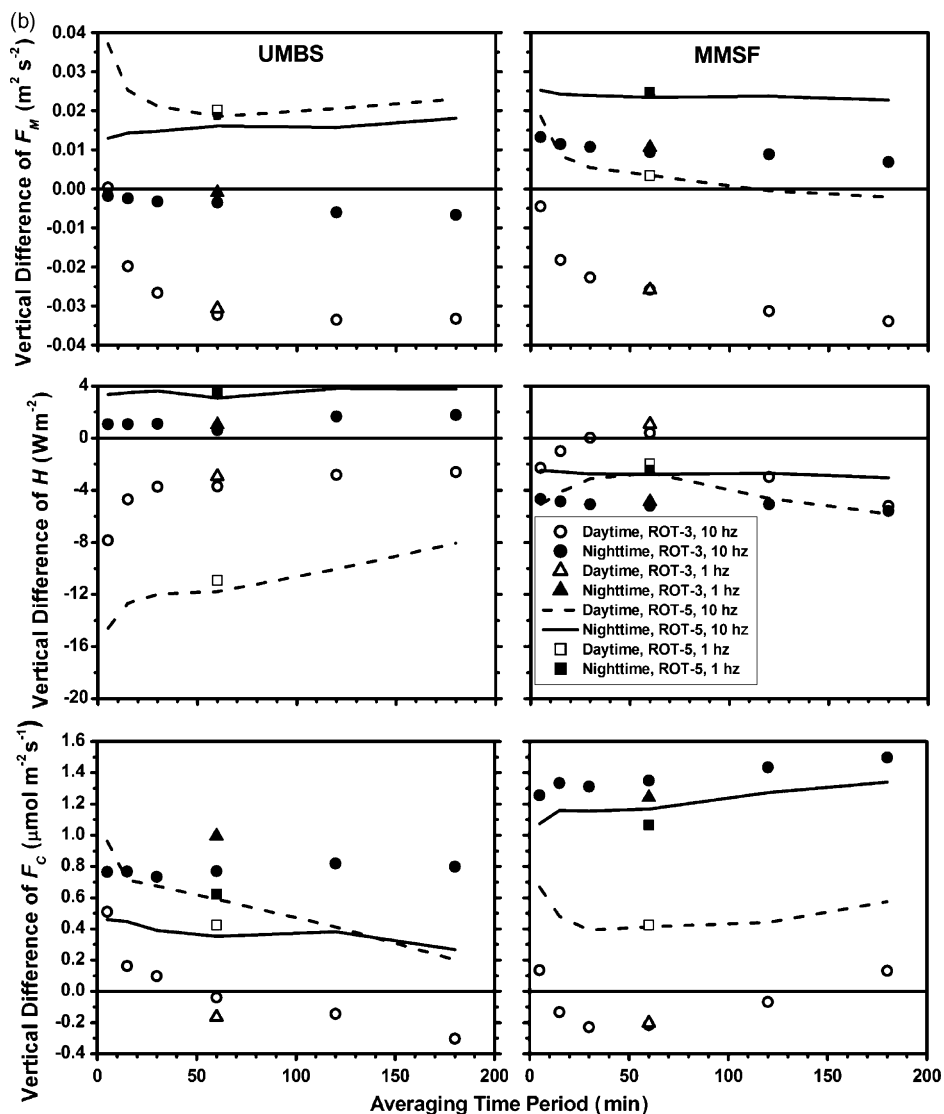 (b)
UMBS
MMSF
Vertical Difference of F_M (m² s⁻²)
0.04
0.03
0.02
0.01
0.00
-0.01
-0.02
-0.03
-0.04
Vertical Difference of H (Wm⁻²)
4
0
-4
-8
-12
-16
-20
Daytime, ROT-3, 10 hz
Nighttime, ROT-3, 10 hz
Daytime, ROT-3, 1 hz
Nighttime, ROT-3, 1 hz
Daytime, ROT-5, 10 hz
Nighttime, ROT-5, 10 hz
Daytime, ROT-5, 1 hz
Nighttime, ROT-5, 1 hz
Vertical Difference of F_C (μmol m⁻² s⁻¹)
1.6
1.4
1.2
1.0
0.8
0.6
0.4
0.2
0.0
-0.2
-0.4
0 50 100 150 200 0 50 100 150 200
Averaging Time Period (min)